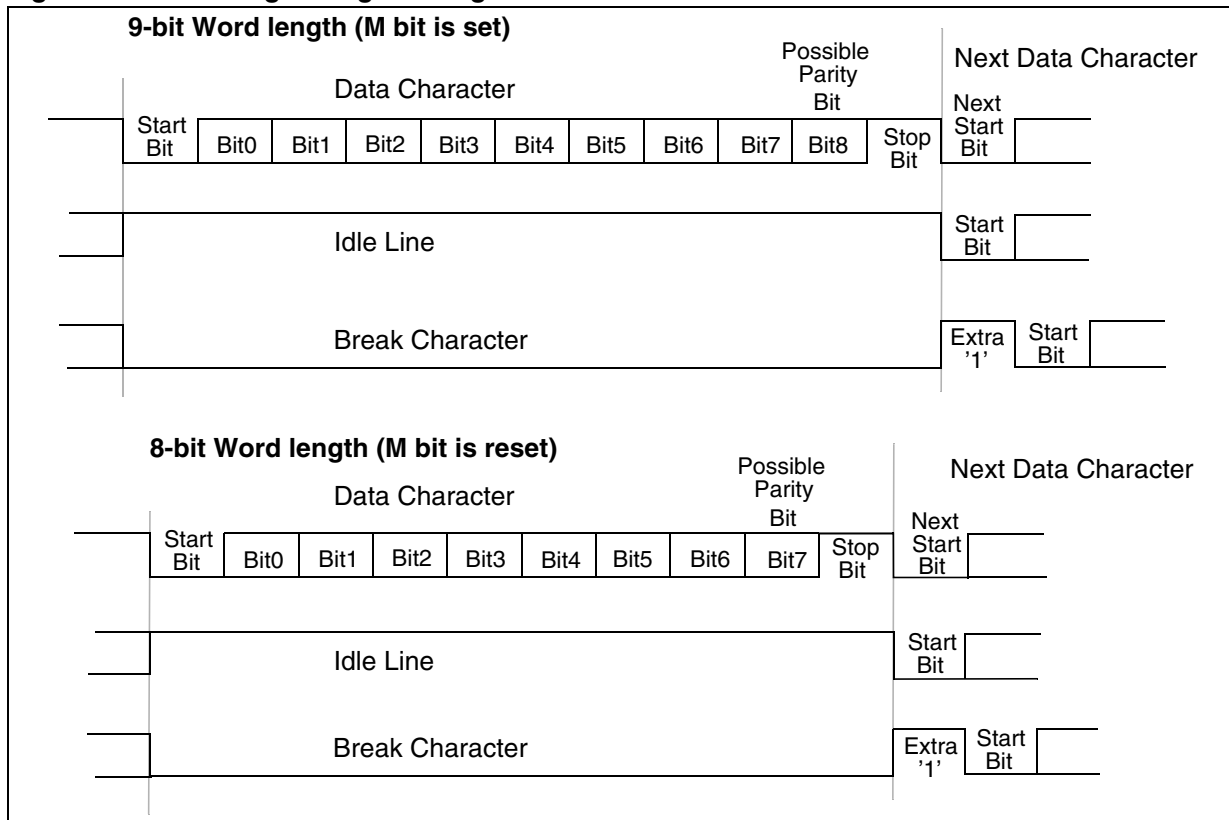 9-bit Word length (M bit is set)
Possible
Parity
Bit
Next Data Character
Data Character
Next
Start
Bit
Start
Bit
Bit0
Bit1
Bit2
Bit3
Bit4
Bit5
Bit6
Bit7
Bit8
Stop
Bit
Idle Line
Start
Bit
Break Character
Extra
'1'
Start
Bit
8-bit Word length (M bit is reset)
Possible
Parity
Bit
Next Data Character
Data Character
Next
Start
Bit
Start
Bit
Bit0
Bit1
Bit2
Bit3
Bit4
Bit5
Bit6
Bit7
Stop
Bit
Idle Line
Start
Bit
Break Character
Extra
'1'
Start
Bit